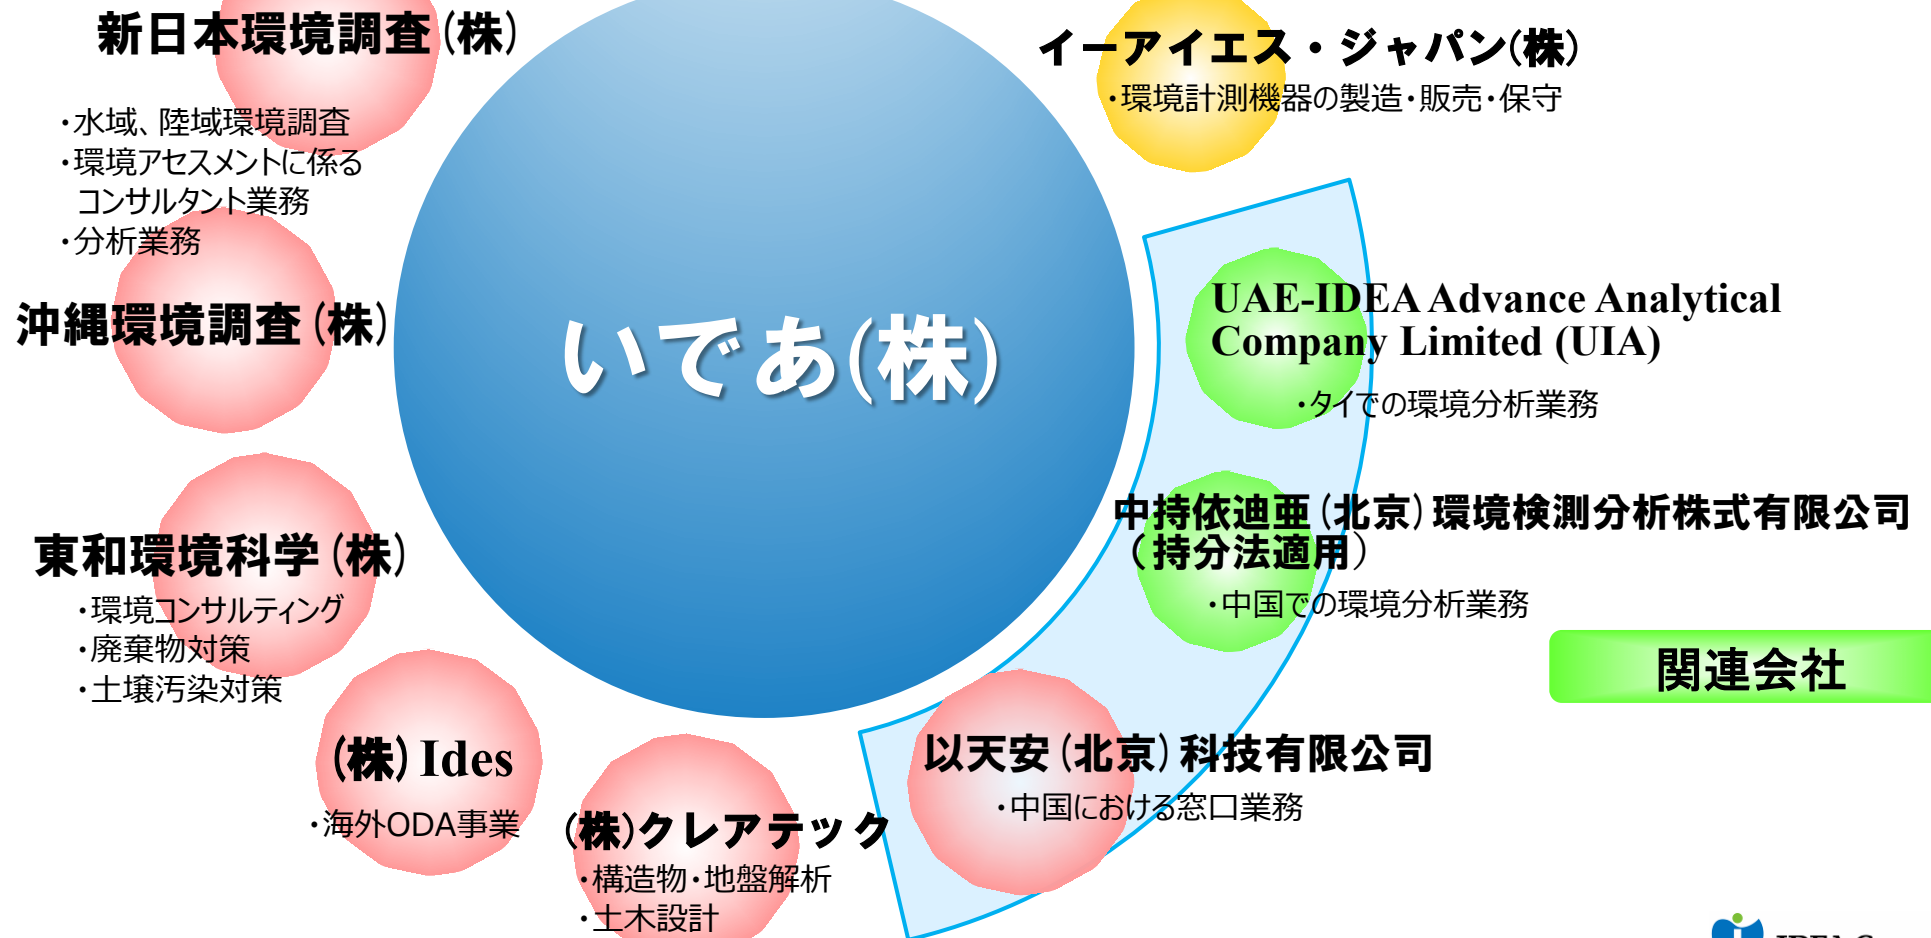 新日本環境調査(株)
・水域、陸域環境調査
・環境アセスメントに係る
コンサルタント業務
・分析業務
沖縄環境調査(株)
東和環境科学(株)
・環境コンサルティング
・廃棄物対策
・土壌汚染対策
(株)Ides
・海外ODA事業
(株)クレアテック
・構造物・地盤解析
・土木設計
いであ(株)
イーアイエス・ジャパン(株)
・環境計測機器の製造・販売・保守
UAE-IDEA Advance Analytical
Company Limited (UIA)
・タイでの環境分析業務
中持依迪亜(北京)環境検測分析株式有限公司
(持分法適用)
・中国での環境分析業務
以天安(北京)科技有限公司
・中国における窓口業務
関連会社